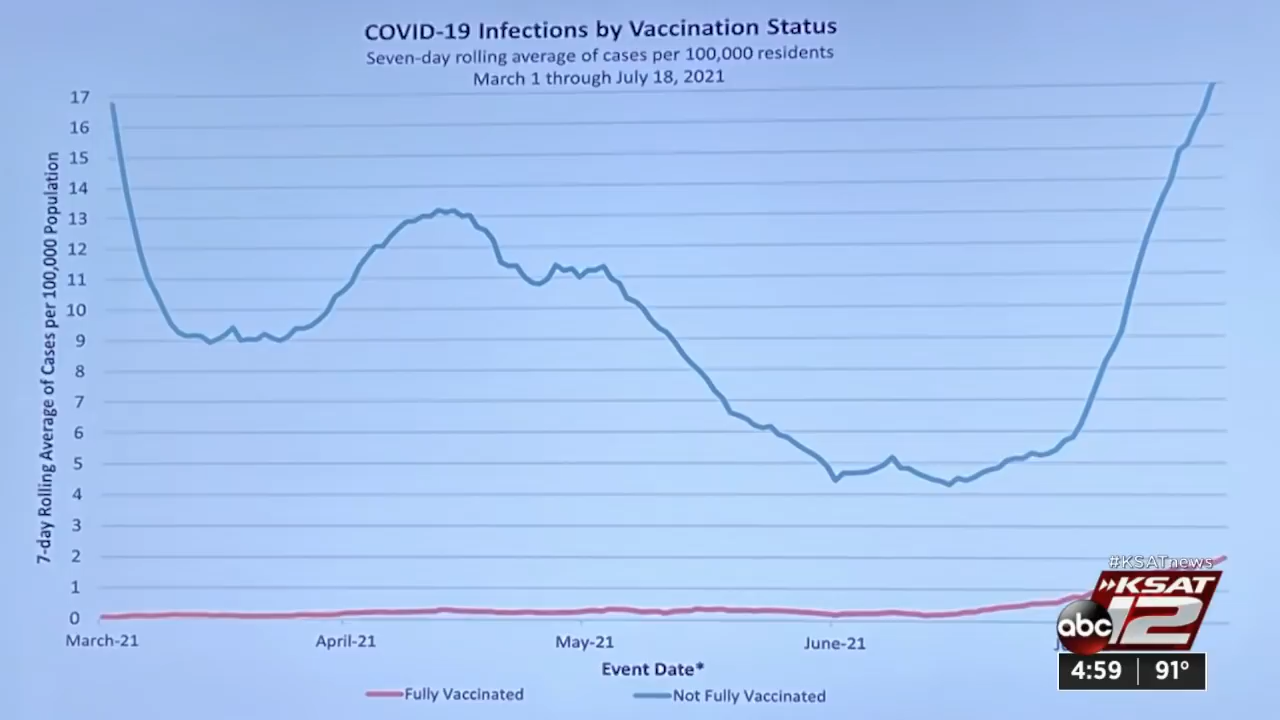 COVID-19 Infections by Vaccination Status
Seven-day rolling average of cases per 100,000 residents
March 1 through July 18, 2021
7-day Rolling Average of Cases per 100,000 Population
17
16
15
14
13
12
11
10
9
8
7
6
5
4
3
2
1
0
March-21
April-21
May-21
June-21
Event Date*
Fully Vaccinated
Not Fully Vaccinated
#KSATnews
KSAT
abc 12
4:59 91°